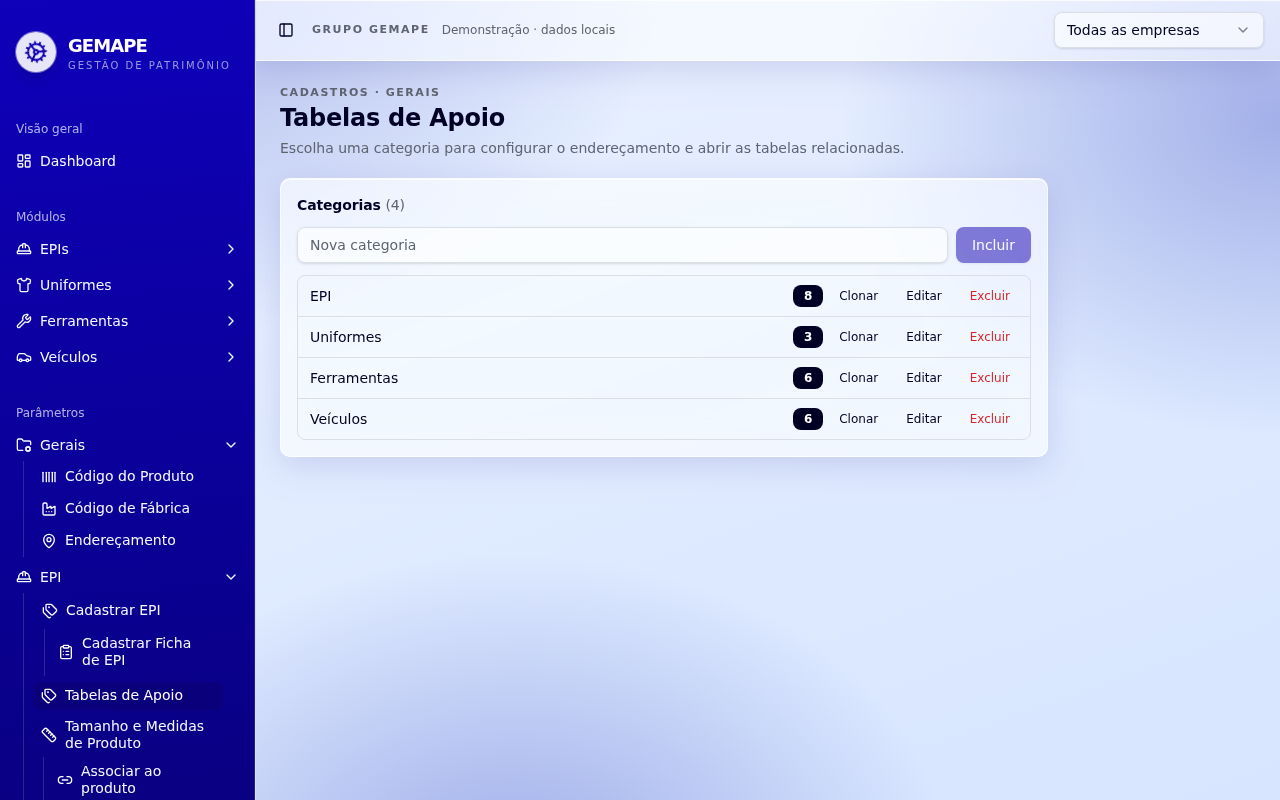 GEMAPE
GESTÃO DE PATRIMÔNIO
Visão geral
Dashboard
Módulos
EPIs
Uniformes
Ferramentas
Veículos
Parâmetros
Gerais
Código do Produto
Código de Fábrica
Endereçamento
EPI
Cadastrar EPI
Cadastrar Ficha
de EPI
Tabelas de Apoio
Tamanho e Medidas
de Produto
Associar ao
produto
GRUPO GEMAPE Demonstração · dados locais
Todas as empresas
CADASTROS · GERAIS
Tabelas de Apoio
Escolha uma categoria para configurar o endereçamento e abrir as tabelas relacionadas.
Categorias (4)
Nova categoria Incluir
EPI 8 Clonar Editar Excluir
Uniformes 3 Clonar Editar Excluir
Ferramentas 6 Clonar Editar Excluir
Veículos 6 Clonar Editar Excluir